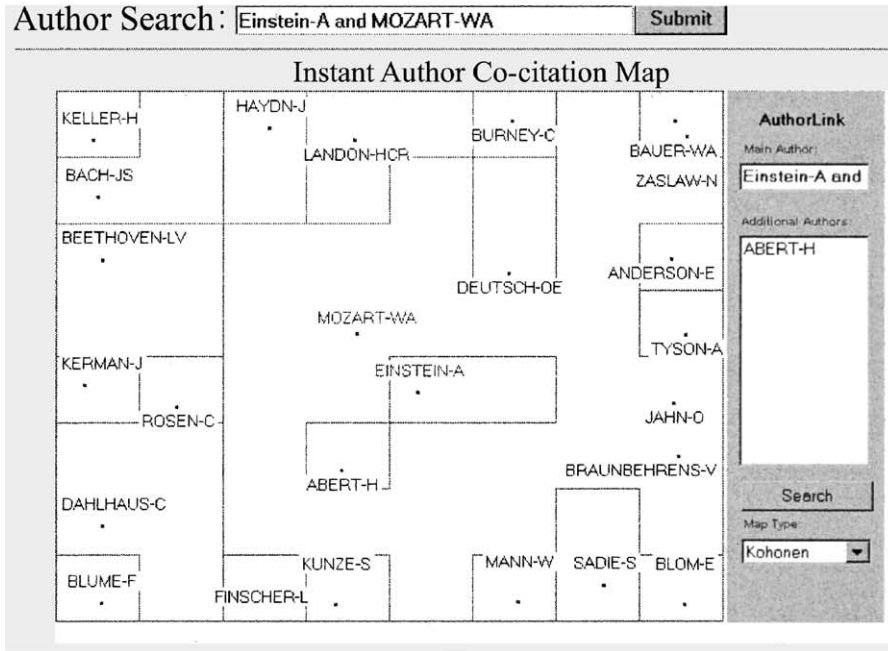 Author Search: Einstein-A and MOZART-WA Submit
Instant Author Co-citation Map
KELLER-H
HAYDN-J
BURNEY-C
LANDON-HCR
BAUER-WA
BACH-JS
ZASLAW-N
BEETHOVEN-LV
ANDERSON-E
DEUTSCH-OE
MOZART-WA
TYSON-A
KERMAN-J
EINSTEIN-A
ROSEN-C
JAHN-O
BRAUNBEHRENS-V
ABERT-H
DAHLHAUS-C
KUNZE-S
MANN-W
SADIE-S
BLOM-E
BLUME-F
FINSCHER-L
AuthorLink
Main Author:
Einstein-A and
Additional Authors:
ABERT-H
Search
Map Type:
Kohonen